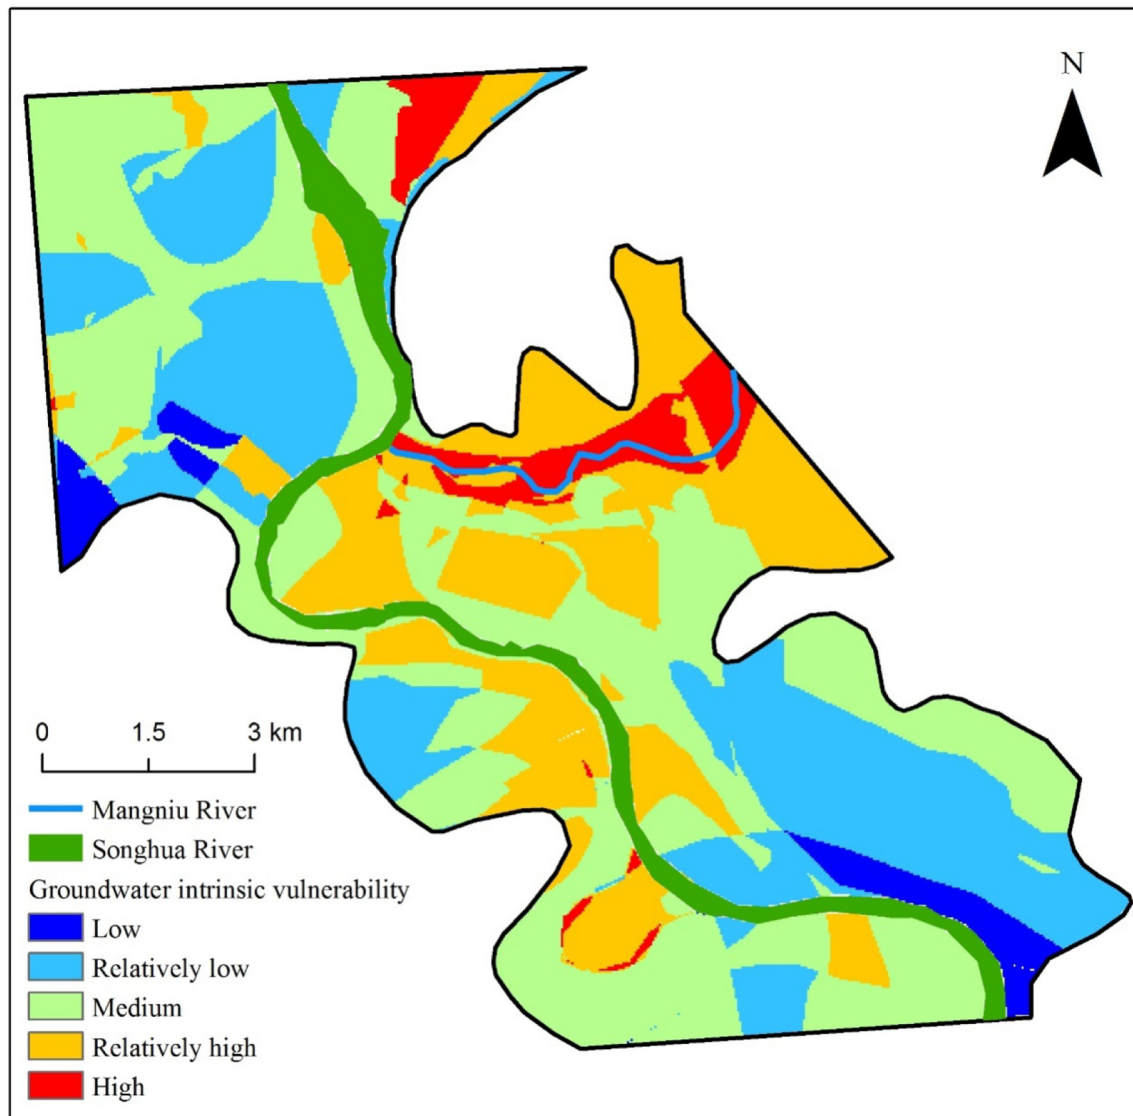 N
0 1.5 3 km
Mangniu River
Songhua River
Groundwater intrinsic vulnerability
Low
Relatively low
Medium
Relatively high
High